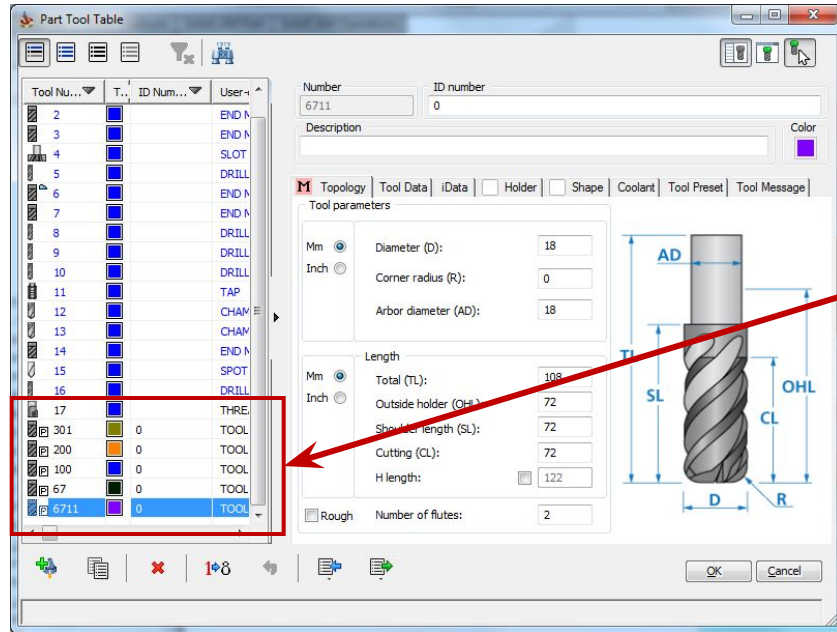 Part Tool Table
Tool Nu... T.. ID Num... User-
2 END M
3 END M
4 SLOT
5 DRILL
6 END M
7 END M
8 DRILL
9 DRILL
10 DRILL
11 TAP
12 CHAM
13 CHAM
14 END M
15 SPOT
16 DRILL
17 THRE
P 301 0 TOOL
P 200 0 TOOL
P 100 0 TOOL
P 67 0 TOOL
P 6711 0 TOOL
Number ID number
6711 0
Description Color
M Topology Tool Data iData Holder Shape Coolant Tool Preset Tool Message
Tool parameters
Mm Diameter (D): 18
Inch Corner radius (R): 0
Arbor diameter (AD): 18
Length
Mm Total (TL): 108
Inch Outside holder (OHL): 72
Shoulder length (SL): 72
Cutting (CL): 72
H length: 122
Rough Number of flutes: 2
AD
TL
SL OHL
CL
D R
1 8
OK Cancel